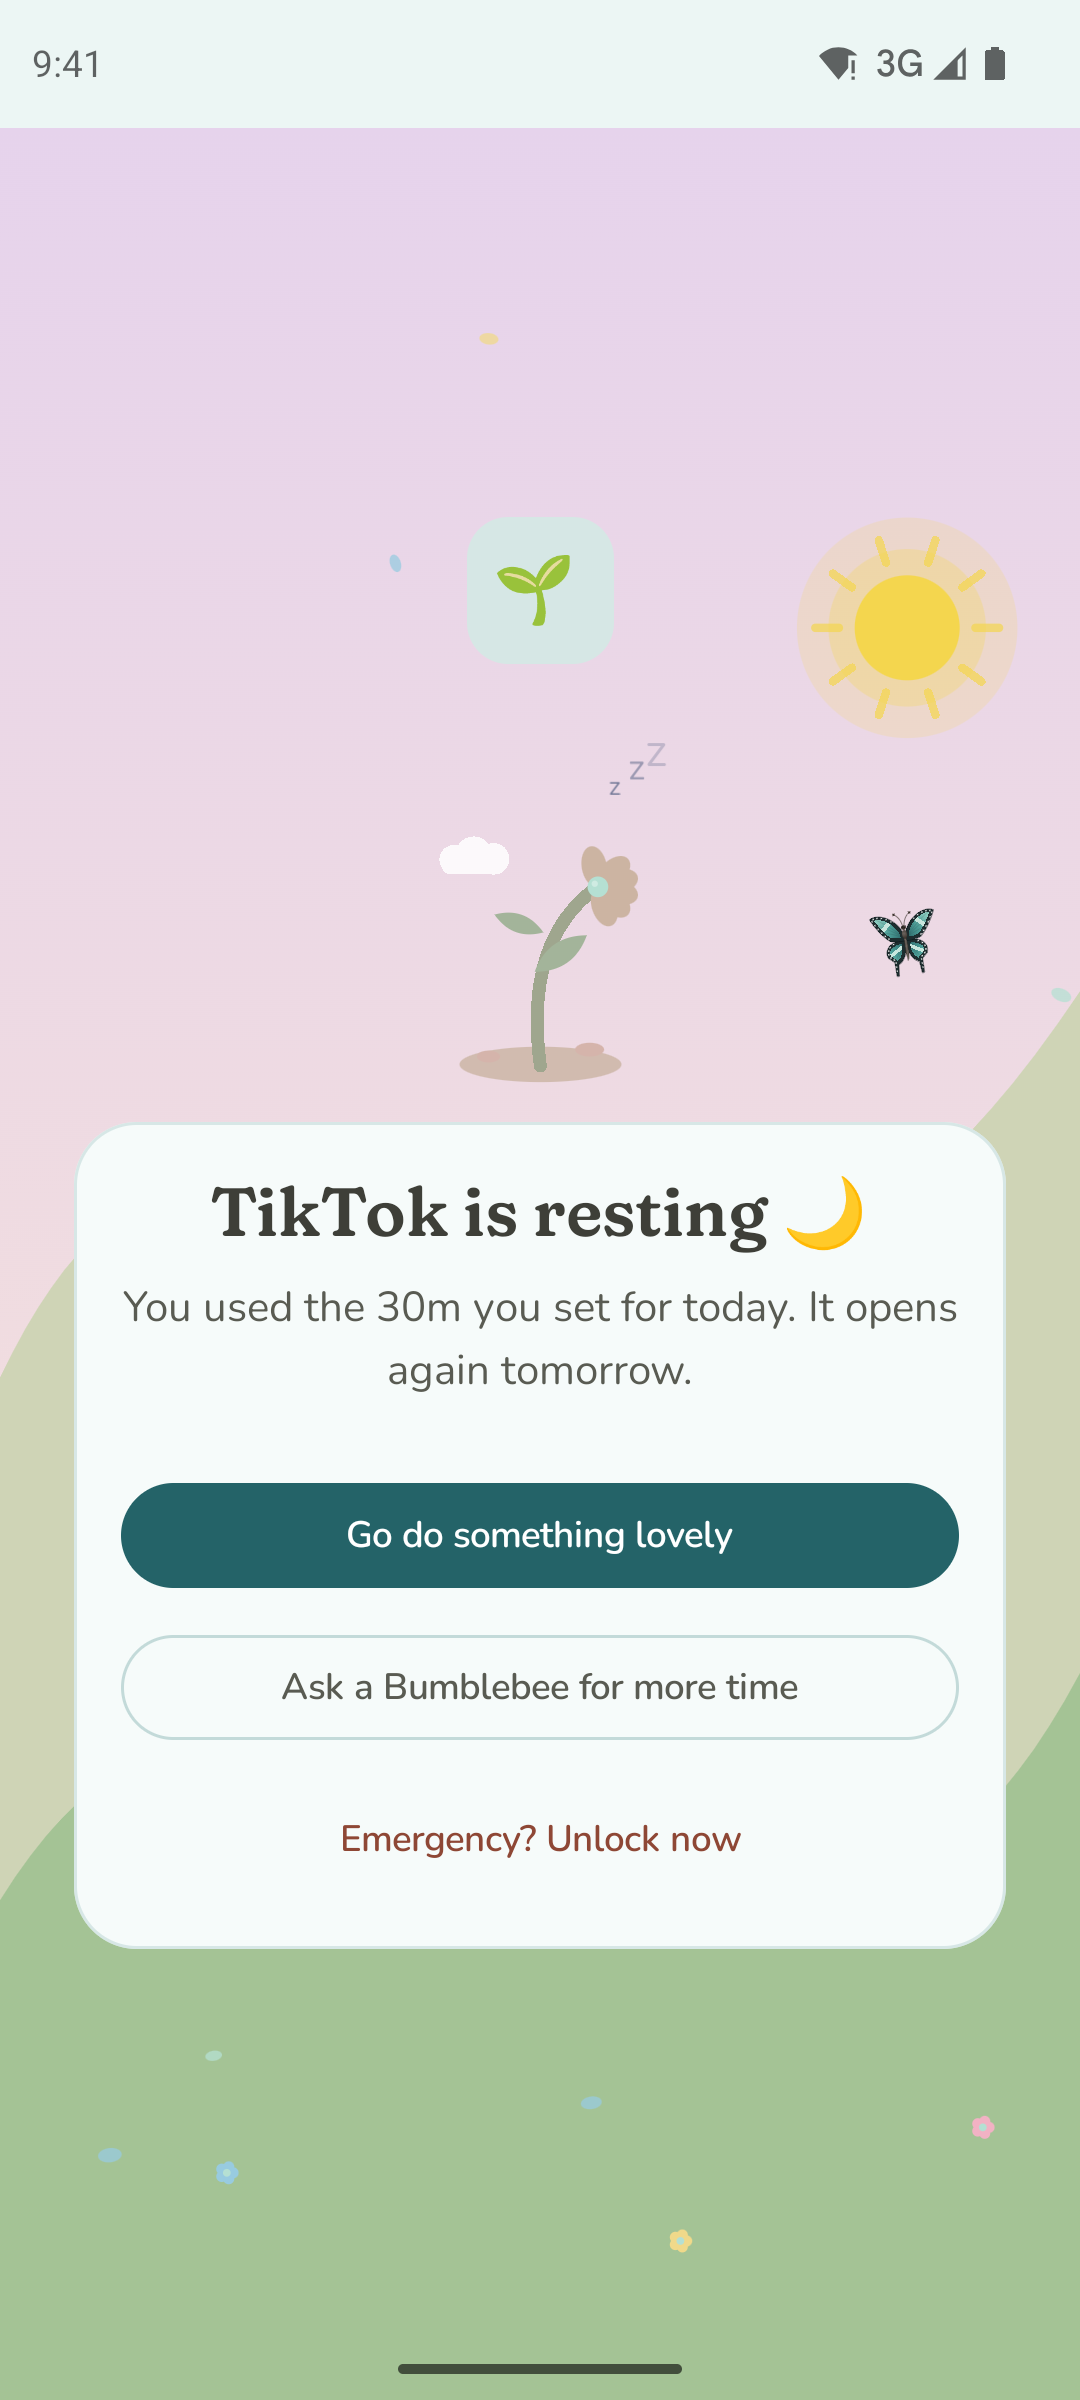 9:41
3G
z z Z
TikTok is resting 🌙
You used the 30m you set for today. It opens
again tomorrow.
Go do something lovely
Ask a Bumblebee for more time
Emergency? Unlock now